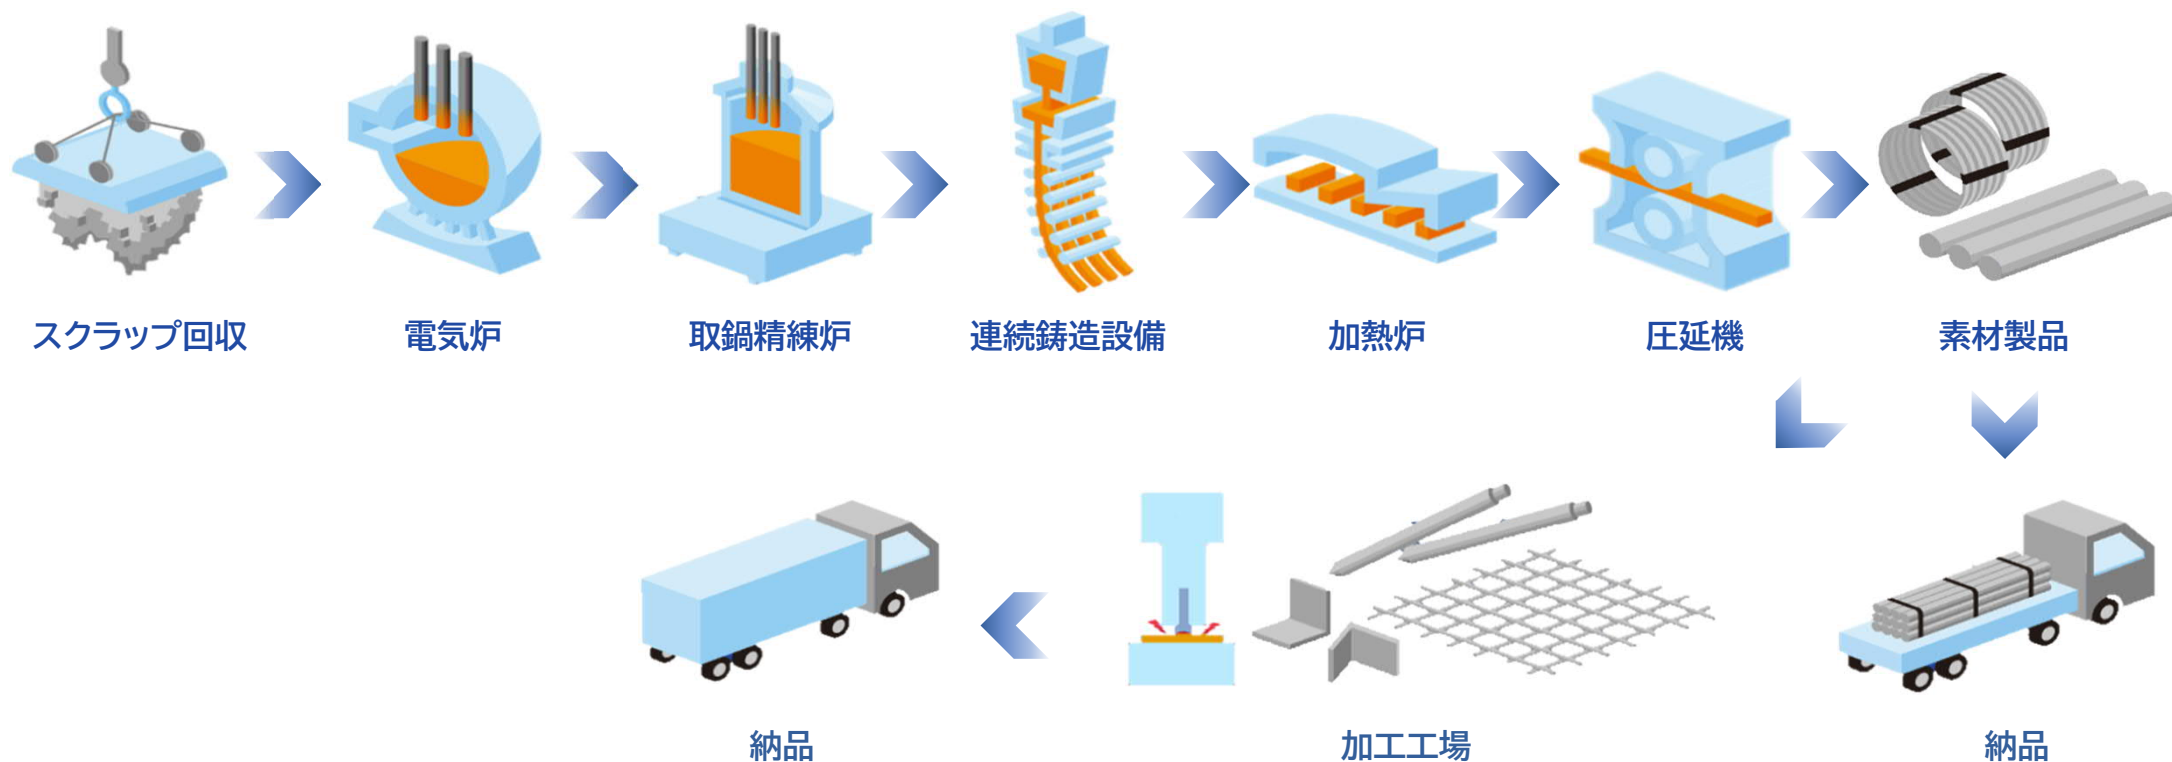 スクラップ回収
電気炉
取鍋精練炉
連続鋳造設備
加熱炉
圧延機
素材製品
納品
加工工場
納品